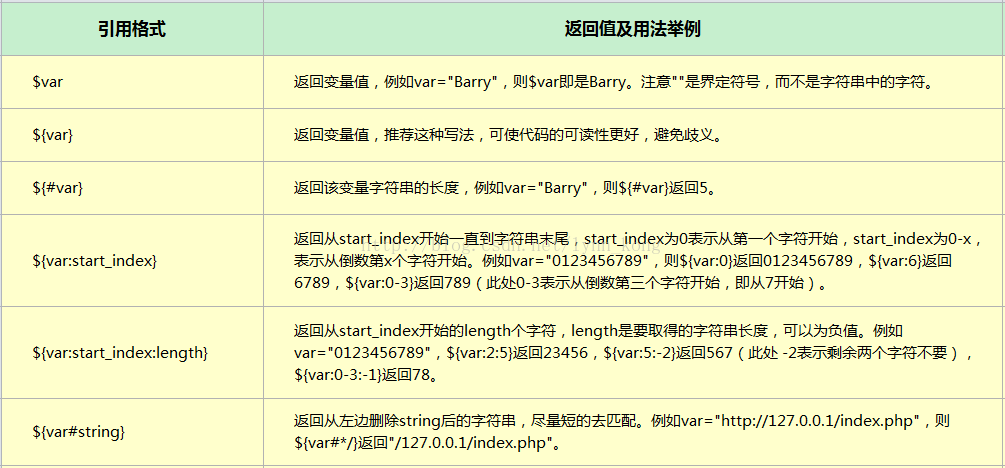 引用格式
返回值及用法举例
$var
返回变量值，例如var="Barry"，则$var即是Barry。注意""是界定符号，而不是字符串中的字符。
${var}
返回变量值，推荐这种写法，可使代码的可读性更好，避免歧义。
${#var}
返回该变量字符串的长度，例如var="Barry"，则${#var}返回5。
${var:start_index}
返回从start_index开始一直到字符串末尾，start_index为0表示从第一个字符开始，start_index为0-x，
表示从倒数第x个字符开始。例如var="0123456789"，则${var:0}返回0123456789，${var:6}返回
6789，${var:0-3}返回789（此处0-3表示从倒数第三个字符开始，即从7开始）。
${var:start_index:length}
返回从start_index开始的length个字符，length是要取得的字符串长度，可以为负值。例如
var="0123456789"，${var:2:5}返回23456，${var:5:-2}返回567（此处 -2表示剩余两个字符不要），
${var:0-3:-1}返回78。
${var#string}
返回从左边删除string后的字符串，尽量短的去匹配。例如var="http://127.0.0.1/index.php"，则
${var#*/}返回"/127.0.0.1/index.php"。